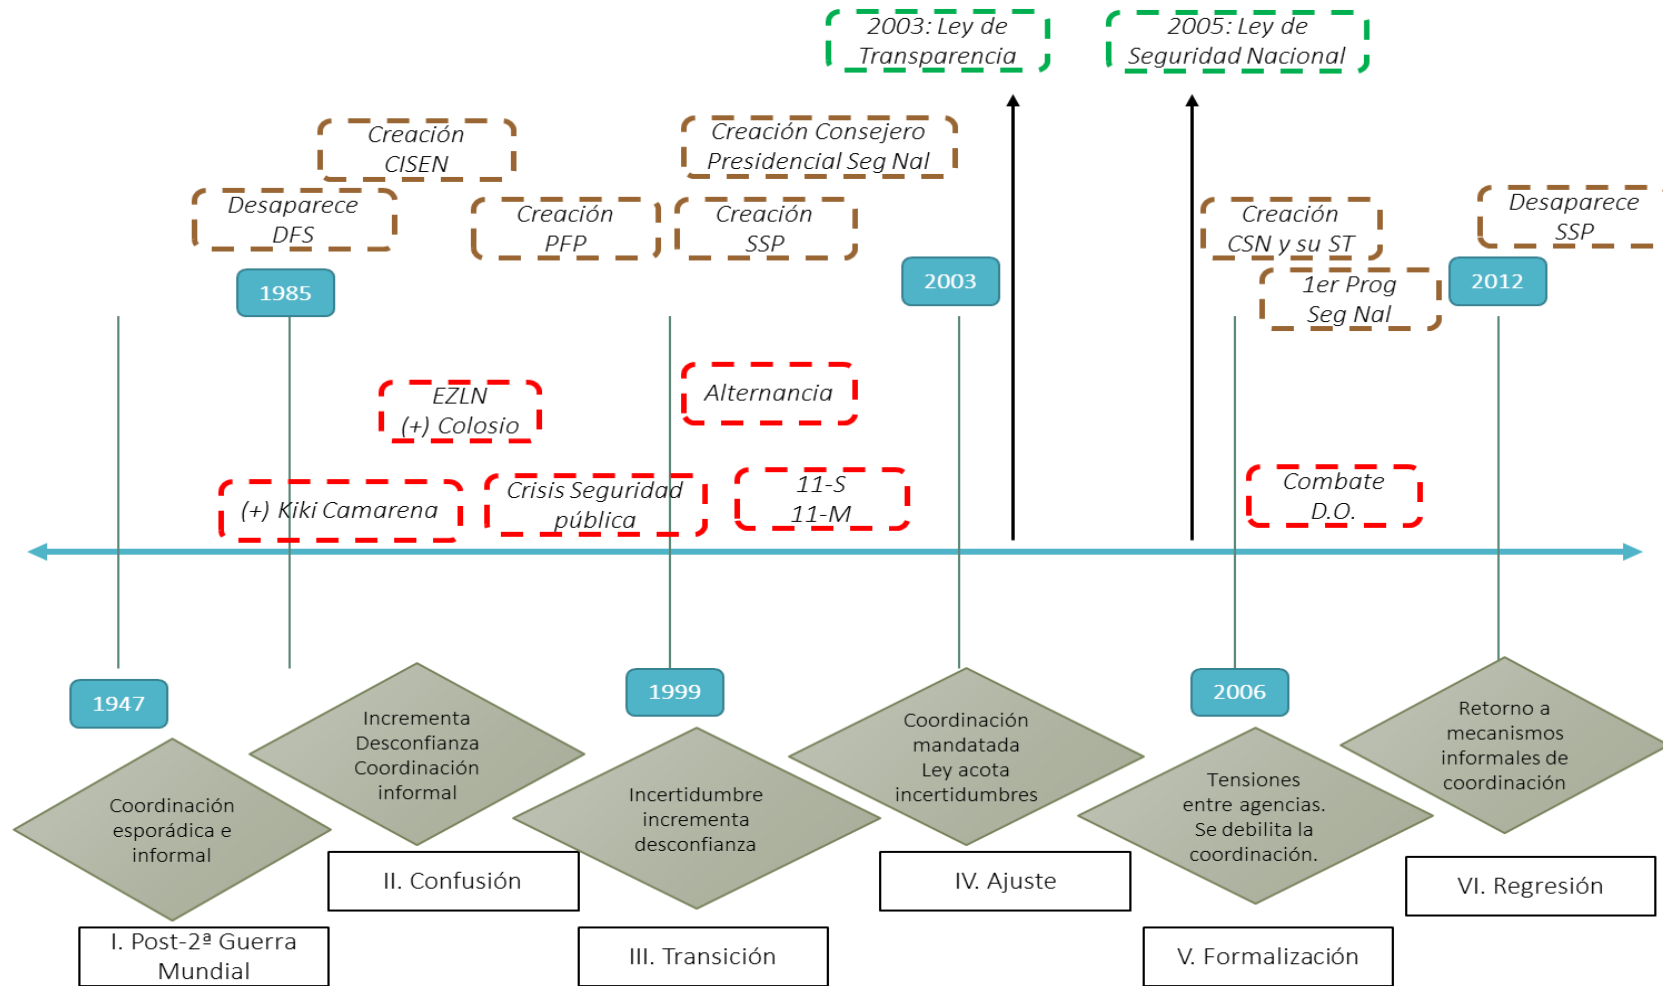 2003: Ley de
Transparencia
2005: Ley de
Seguridad Nacional
Creación
CISEN
Creación Consejero
Presidencial Seg Nal
Desaparece
DFS
Creación
PFP
Creación
SSP
Creación
CSN y su ST
Desaparece
SSP
1985
2003
1er Prog
Seg Nal
2012
EZLN
(+) Colosio
Alternancia
(+) Kiki Camarena
Crisis Seguridad
pública
11-S
11-M
Combate
D.O.
1947
1999
2006
Coordinación
esporádica e
informal
Incrementa
Desconfianza
Coordinación
informal
Incertidumbre
incrementa
desconfianza
Coordinación
mandatada
Ley acota
incertidumbres
Tensiones
entre agencias.
Se debilita la
coordinación.
Retorno a
mecanismos
informales de
coordinación
I. Post-2ª Guerra
Mundial
II. Confusión
III. Transición
IV. Ajuste
V. Formalización
VI. Regresión